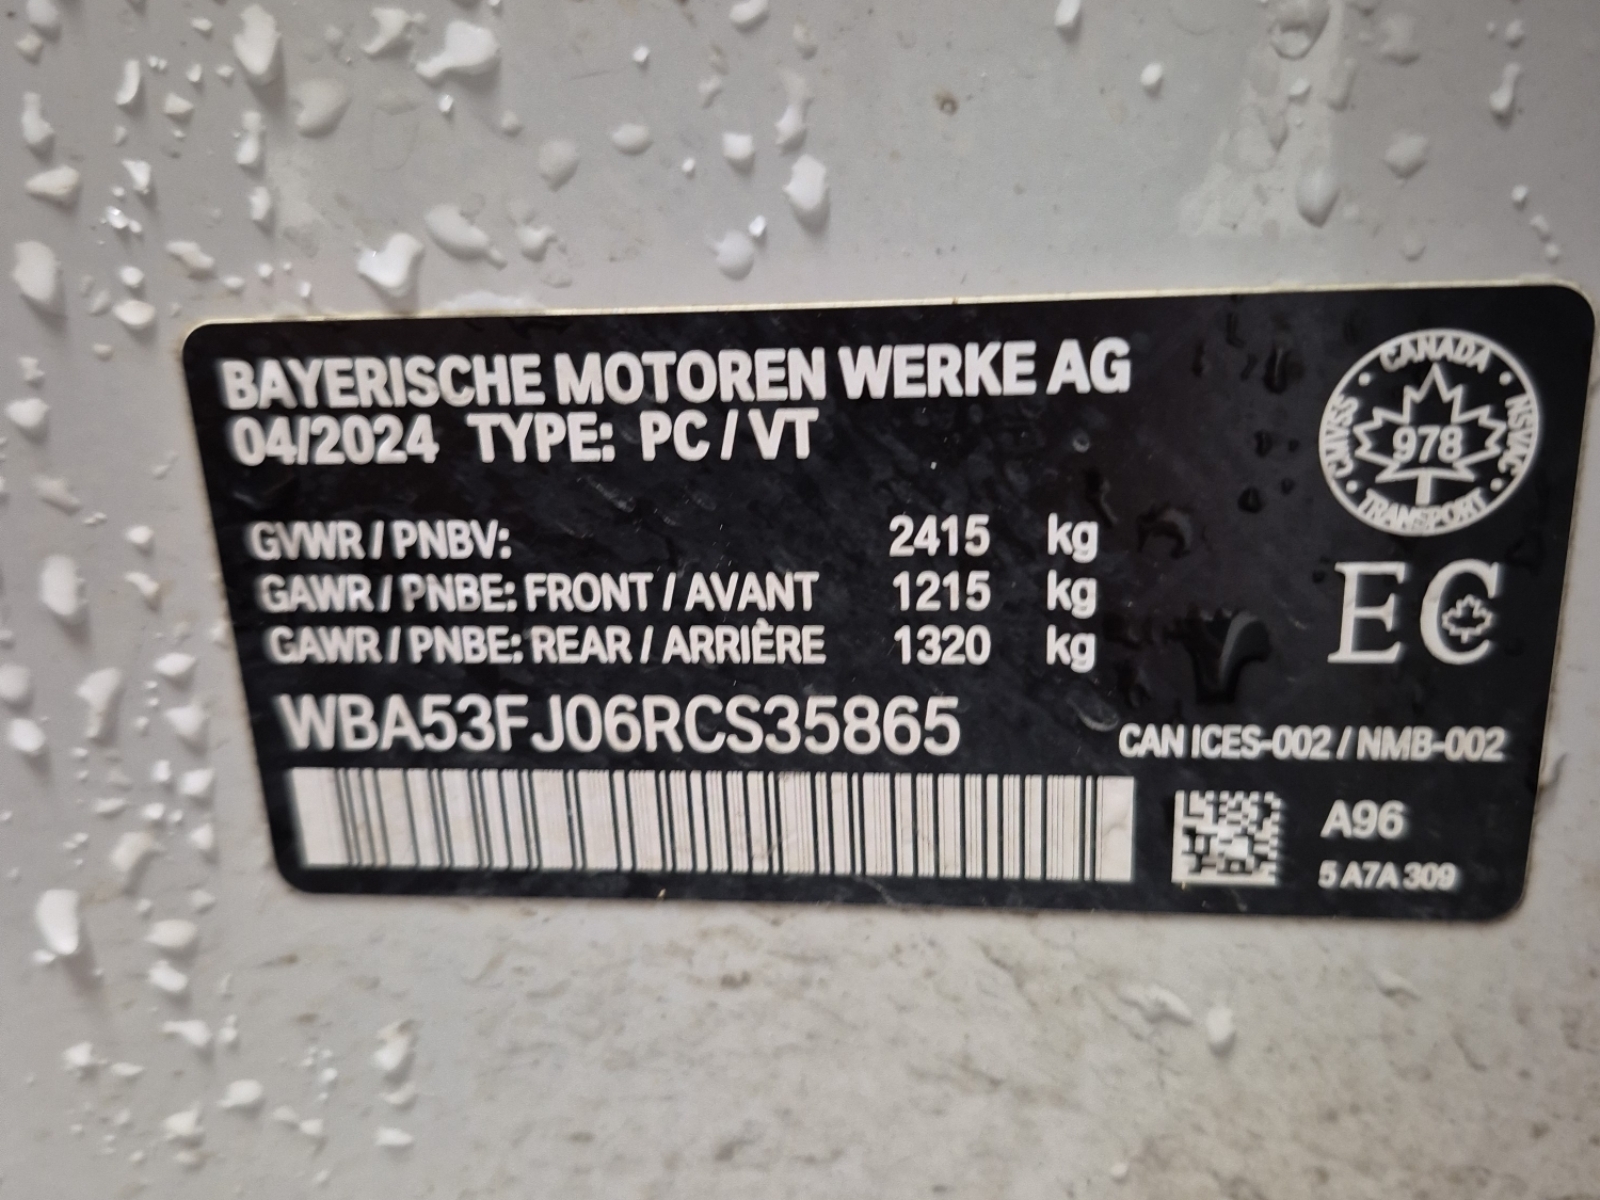 BAYERISCHE MOTOREN WERKE AG
04/2024 TYPE: PC / VT
CANADA
CMVSS
978
NSVAC
TRANSPORT
GVWR / PNBV: 2415 kg
GAWR / PNBE: FRONT / AVANT 1215 kg
GAWR / PNBE: REAR / ARRIÈRE 1320 kg
EC
WBA53FJ06RCS35865
CAN ICES-002 / NMB-002
A96
5 A7A 309